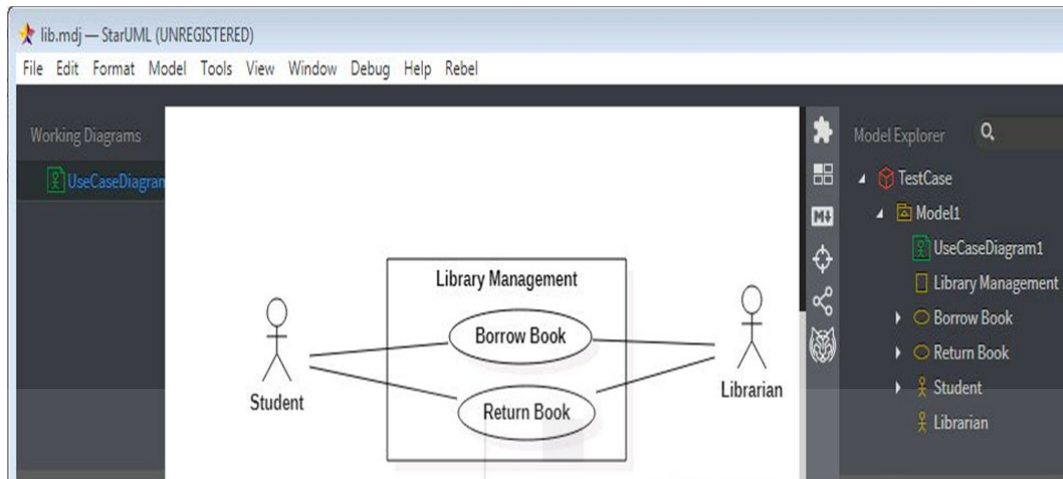 lib.mdj — StarUML (UNREGISTERED)
File Edit Format Model Tools View Window Debug Help Rebel
Working Diagrams
UseCaseDiagram
Library Management
Borrow Book
Return Book
Student
Librarian
M
Model Explorer
TestCase
Model1
UseCaseDiagram1
Library Management
Borrow Book
Return Book
Student
Librarian